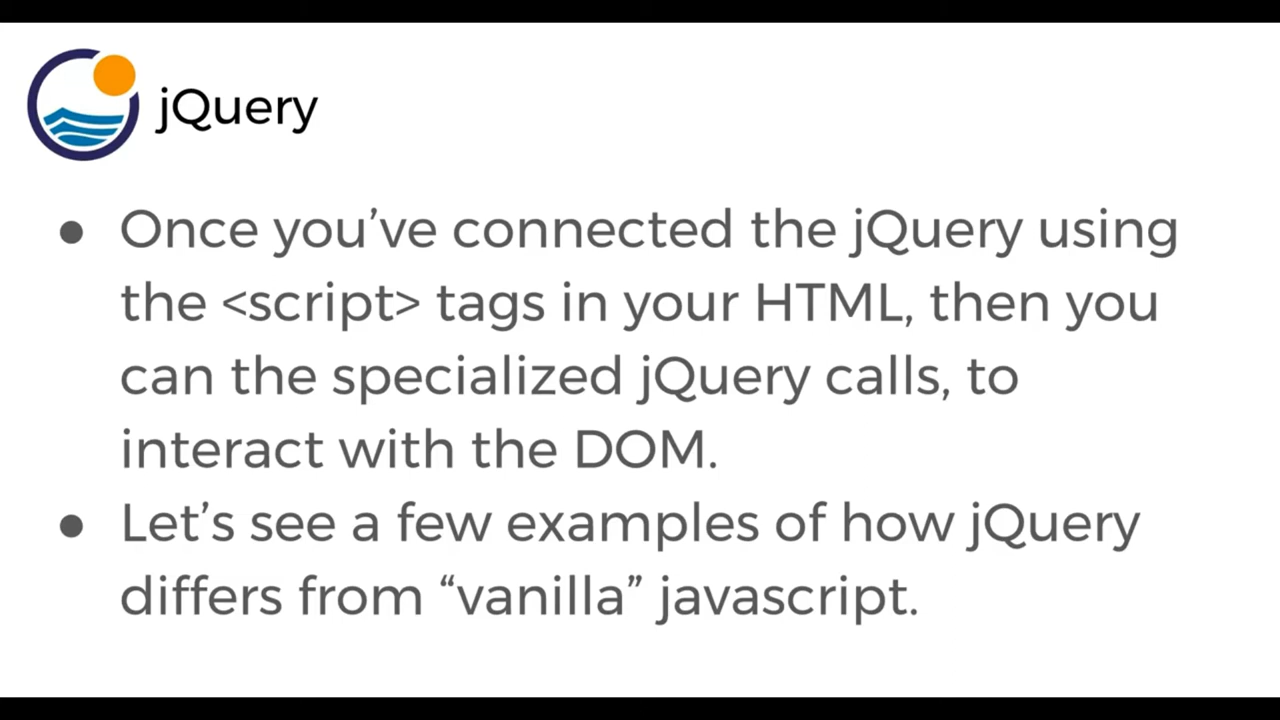 jQuery
● Once you’ve connected the jQuery using
the <script> tags in your HTML, then you
can the specialized jQuery calls, to
interact with the DOM.
● Let’s see a few examples of how jQuery
differs from “vanilla” javascript.